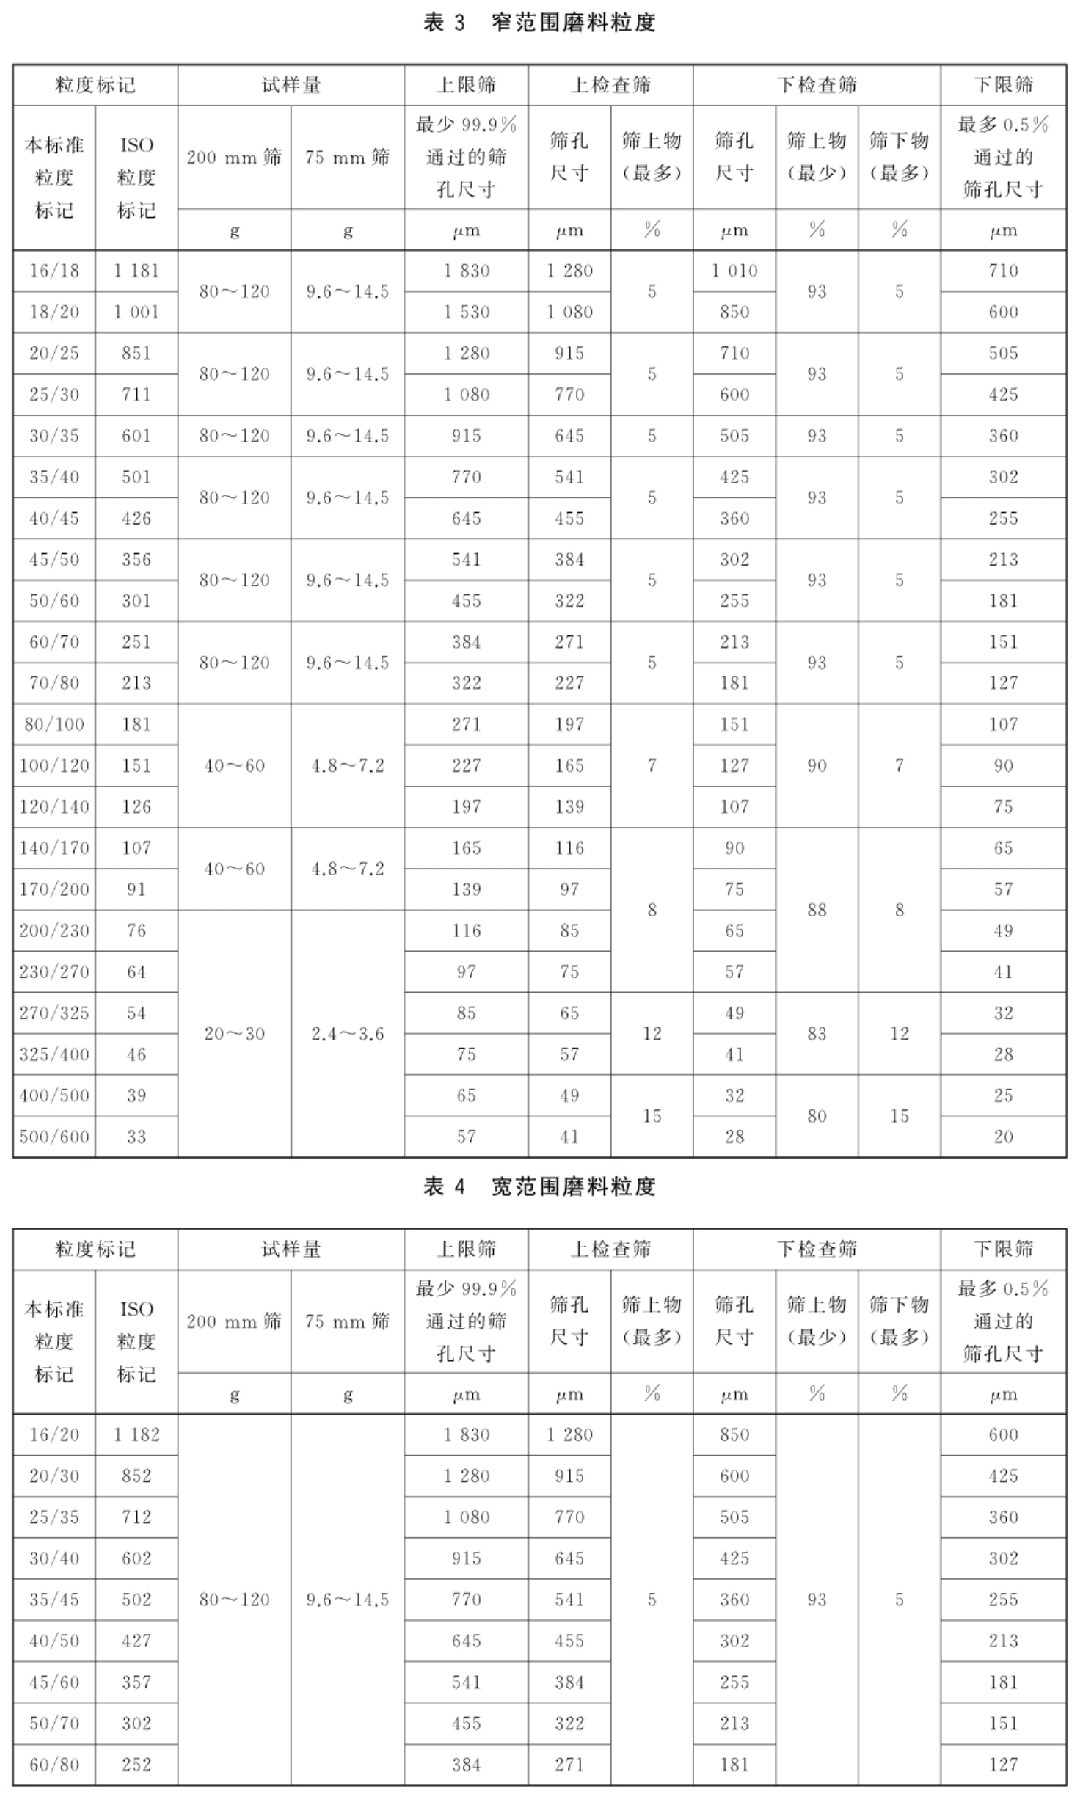 表 3 窄范围磨料粒度
粒度标记 试样量 上限筛 上检查筛 下检查筛 下限筛
本标准粒度标记 ISO粒度标记 200 mm 筛 75 mm 筛 最少 99.9%通过的筛孔尺寸 筛孔尺寸 筛上物(最多) 筛孔尺寸 筛上物(最少) 筛下物(最多) 最多 0.5%通过的筛孔尺寸
g g μm μm % μm % % μm
16/18 1 181 80～120 9.6～14.5 1 830 1 280 5 1 010 93 5 710
18/20 1 001 1 530 1 080 850 600
20/25 851 80～120 9.6～14.5 1 280 915 5 710 93 5 505
25/30 711 1 080 770 600 425
30/35 601 80～120 9.6～14.5 915 645 5 505 93 5 360
35/40 501 80～120 9.6～14.5 770 541 5 425 93 5 302
40/45 426 645 455 360 255
45/50 356 80～120 9.6～14.5 541 384 5 302 93 5 213
50/60 301 455 322 255 181
60/70 251 80～120 9.6～14.5 384 271 5 213 93 5 151
70/80 213 322 227 181 127
80/100 181 271 197 151 107
100/120 151 40～60 4.8～7.2 227 165 7 127 90 7 90
120/140 126 197 139 107 75
140/170 107 40～60 4.8～7.2 165 116 90 65
170/200 91 139 97 8 75 88 8 57
200/230 76 116 85 65 49
230/270 64 97 75 57 41
270/325 54 20～30 2.4～3.6 85 65 12 49 83 12 32
325/400 46 75 57 41 28
400/500 39 65 49 15 32 80 15 25
500/600 33 57 41 28 20
表 4 宽范围磨料粒度
粒度标记 试样量 上限筛 上检查筛 下检查筛 下限筛
本标准粒度标记 ISO粒度标记 200 mm 筛 75 mm 筛 最少 99.9%通过的筛孔尺寸 筛孔尺寸 筛上物(最多) 筛孔尺寸 筛上物(最少) 筛下物(最多) 最多 0.5%通过的筛孔尺寸
g g μm μm % μm % % μm
16/20 1 182 1 830 1 280 850 600
20/30 852 1 280 915 600 425
25/35 712 1 080 770 505 360
30/40 602 915 645 425 302
35/45 502 80～120 9.6～14.5 770 541 5 360 93 5 255
40/50 427 645 455 302 213
45/60 357 541 384 255 181
50/70 302 455 322 213 151
60/80 252 384 271 181 127